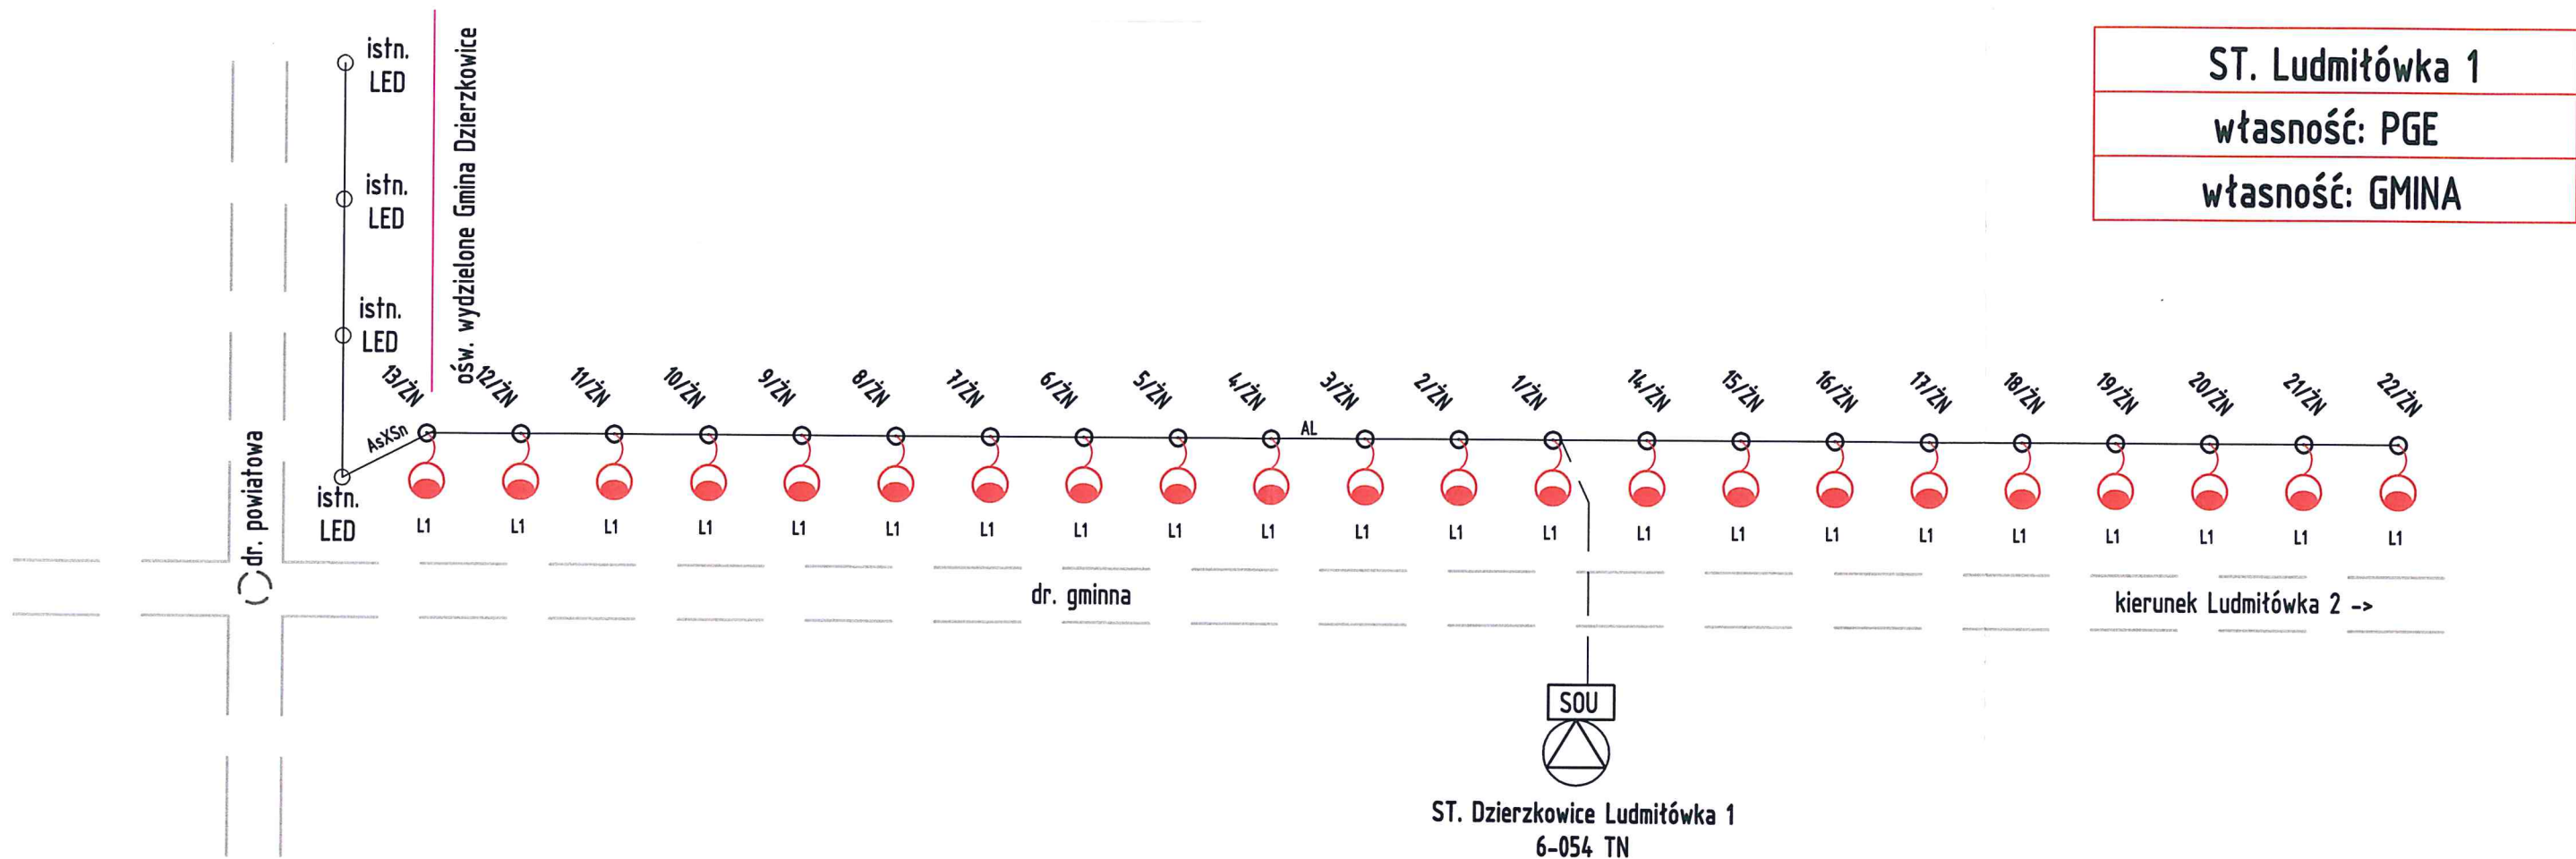 istn.
LED
istn.
LED
istn.
LED
istn.
LED
ośw. wydzielone Gmina Dzierzkowice
ST. Ludmiłówka 1
własność: PGE
własność: GMINA
13/ŻN
12/ŻN
11/ŻN
10/ŻN
9/ŻN
8/ŻN
7/ŻN
6/ŻN
5/ŻN
4/ŻN
3/ŻN
2/ŻN
1/ŻN
14/ŻN
15/ŻN
16/ŻN
17/ŻN
18/ŻN
19/ŻN
20/ŻN
21/ŻN
22/ŻN
AsXSn
AL
L1 L1 L1 L1 L1 L1 L1 L1 L1 L1 L1 L1 L1 L1 L1 L1 L1 L1 L1 L1 L1 L1
dr. powiatowa
dr. gminna
kierunek Ludmiłówka 2 ->
SOU
ST. Dzierzkowice Ludmiłówka 1
6-054 TN